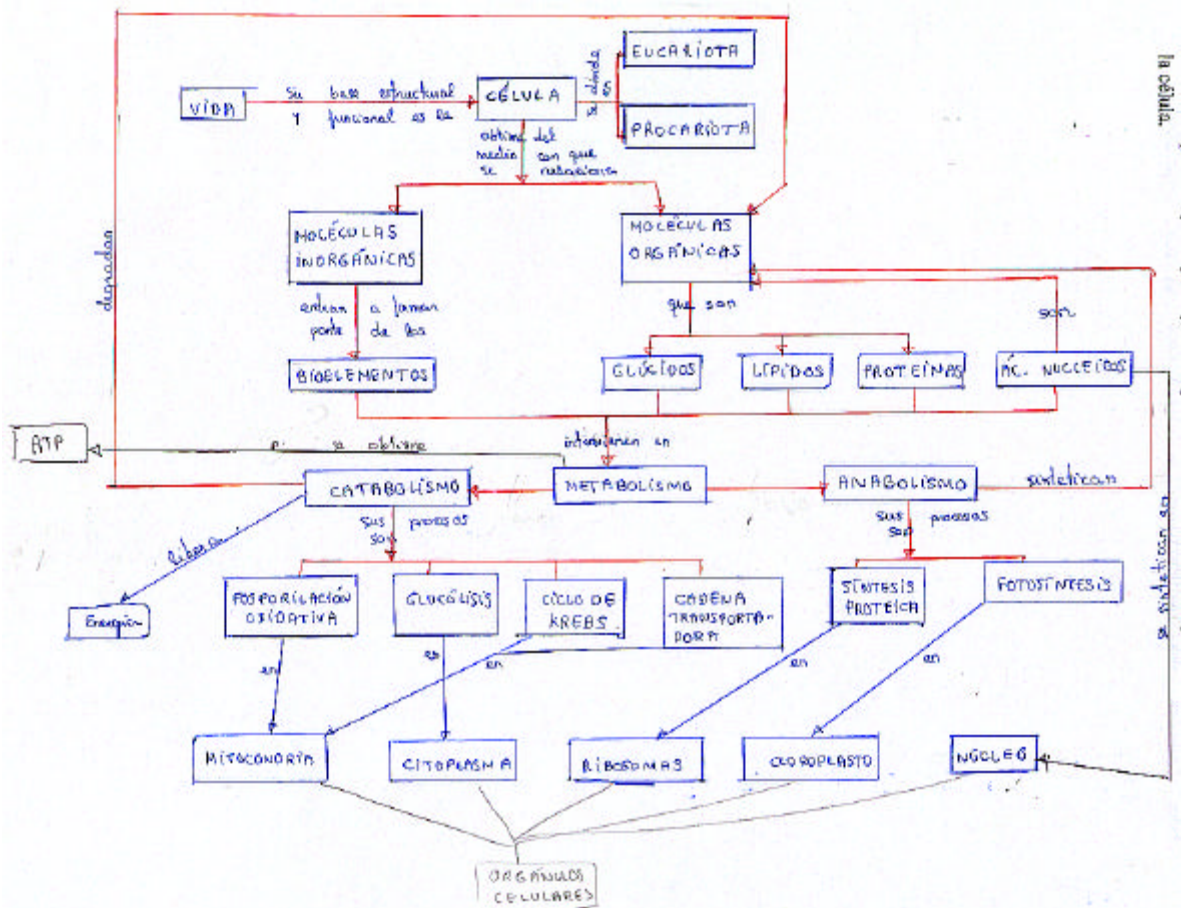 la célula.
EUCARIOTA
se divide
en
VIDA
su base estructural
y funcional es la
CÉLULA
PROCARIOTA
obtiene del
medio con que
se relaciona
MOLÉCULAS
INORGÁNICAS
MOLÉCULAS
ORGÁNICAS
degradan
entran a formar
parte de los
que son
son
BIOELEMENTOS
GLÚCIDOS
LÍPIDOS
PROTEÍNAS
ÁC. NUCLEICOS
ATP
se obtiene
intervienen en
CATABOLISMO
METABOLISMO
ANABOLISMO
sintetizan
sus procesos
son
sus procesos
son
libera
se sintetizan en
Energía
FOSFORILACIÓN
OXIDATIVA
GLUCÓLISIS
CICLO DE
KREBS
CADENA
TRANSPORTA-
DORA
SÍNTESIS
PROTEICA
FOTOSÍNTESIS
en
en
en
en
en
MITOCONDRIA
CITOPLASMA
RIBOSOMAS
CLOROPLASTO
NÚCLEO
ORGÁNULOS
CELULARES